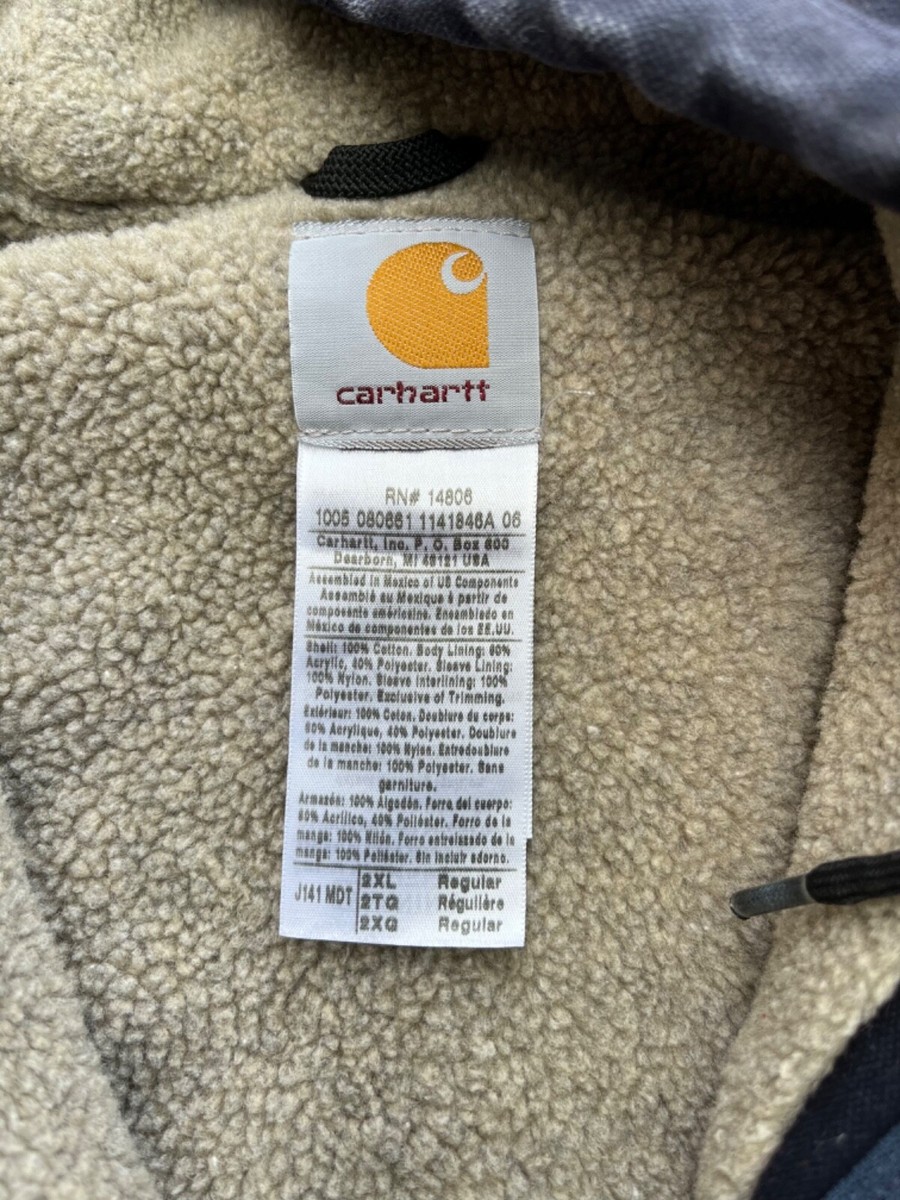 carhartt
RN# 14806
1005 080661 1141846A 06
Carhartt, Inc. P. O. Box 600
Dearborn, MI 48121 USA
Assembled in Mexico of US Components
Assemblé au Mexique à partir de
composants américains. Ensamblado en
México de componentes de los EE.UU.
Shell: 100% Cotton. Body Lining: 60%
Acrylic, 40% Polyester. Sleeve Lining:
100% Nylon. Sleeve Interlining: 100%
Polyester. Exclusive of Trimming.
Extérieur: 100% Coton. Doublure du corps:
60% Acrylique, 40% Polyester. Doublure
de la manche: 100% Nylon. Entredoublure
de la manche: 100% Polyester. Sans
garniture.
Armazón: 100% Algodón. Forro del cuerpo:
60% Acrílico, 40% Poliéster. Forro de la
manga: 100% Nilón. Forro entrelazado de la
manga: 100% Poliéster. Sin incluir adorno.
J141 MDT
2XL Regular
2TG Régulière
2XG Regular